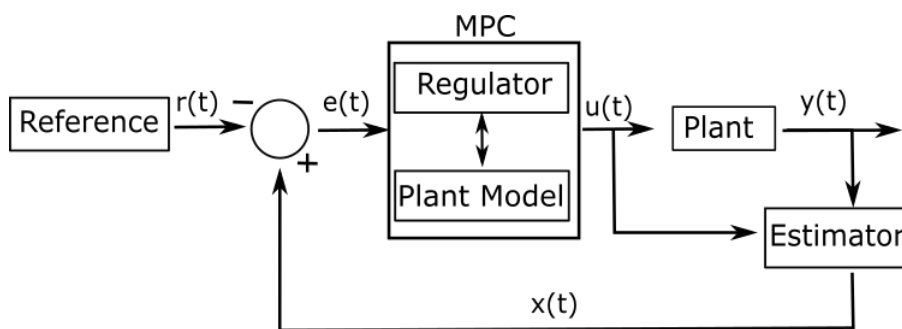 MPC
Reference
r(t)
−
+
e(t)
Regulator
Plant Model
u(t)
Plant
y(t)
Estimator
x(t)